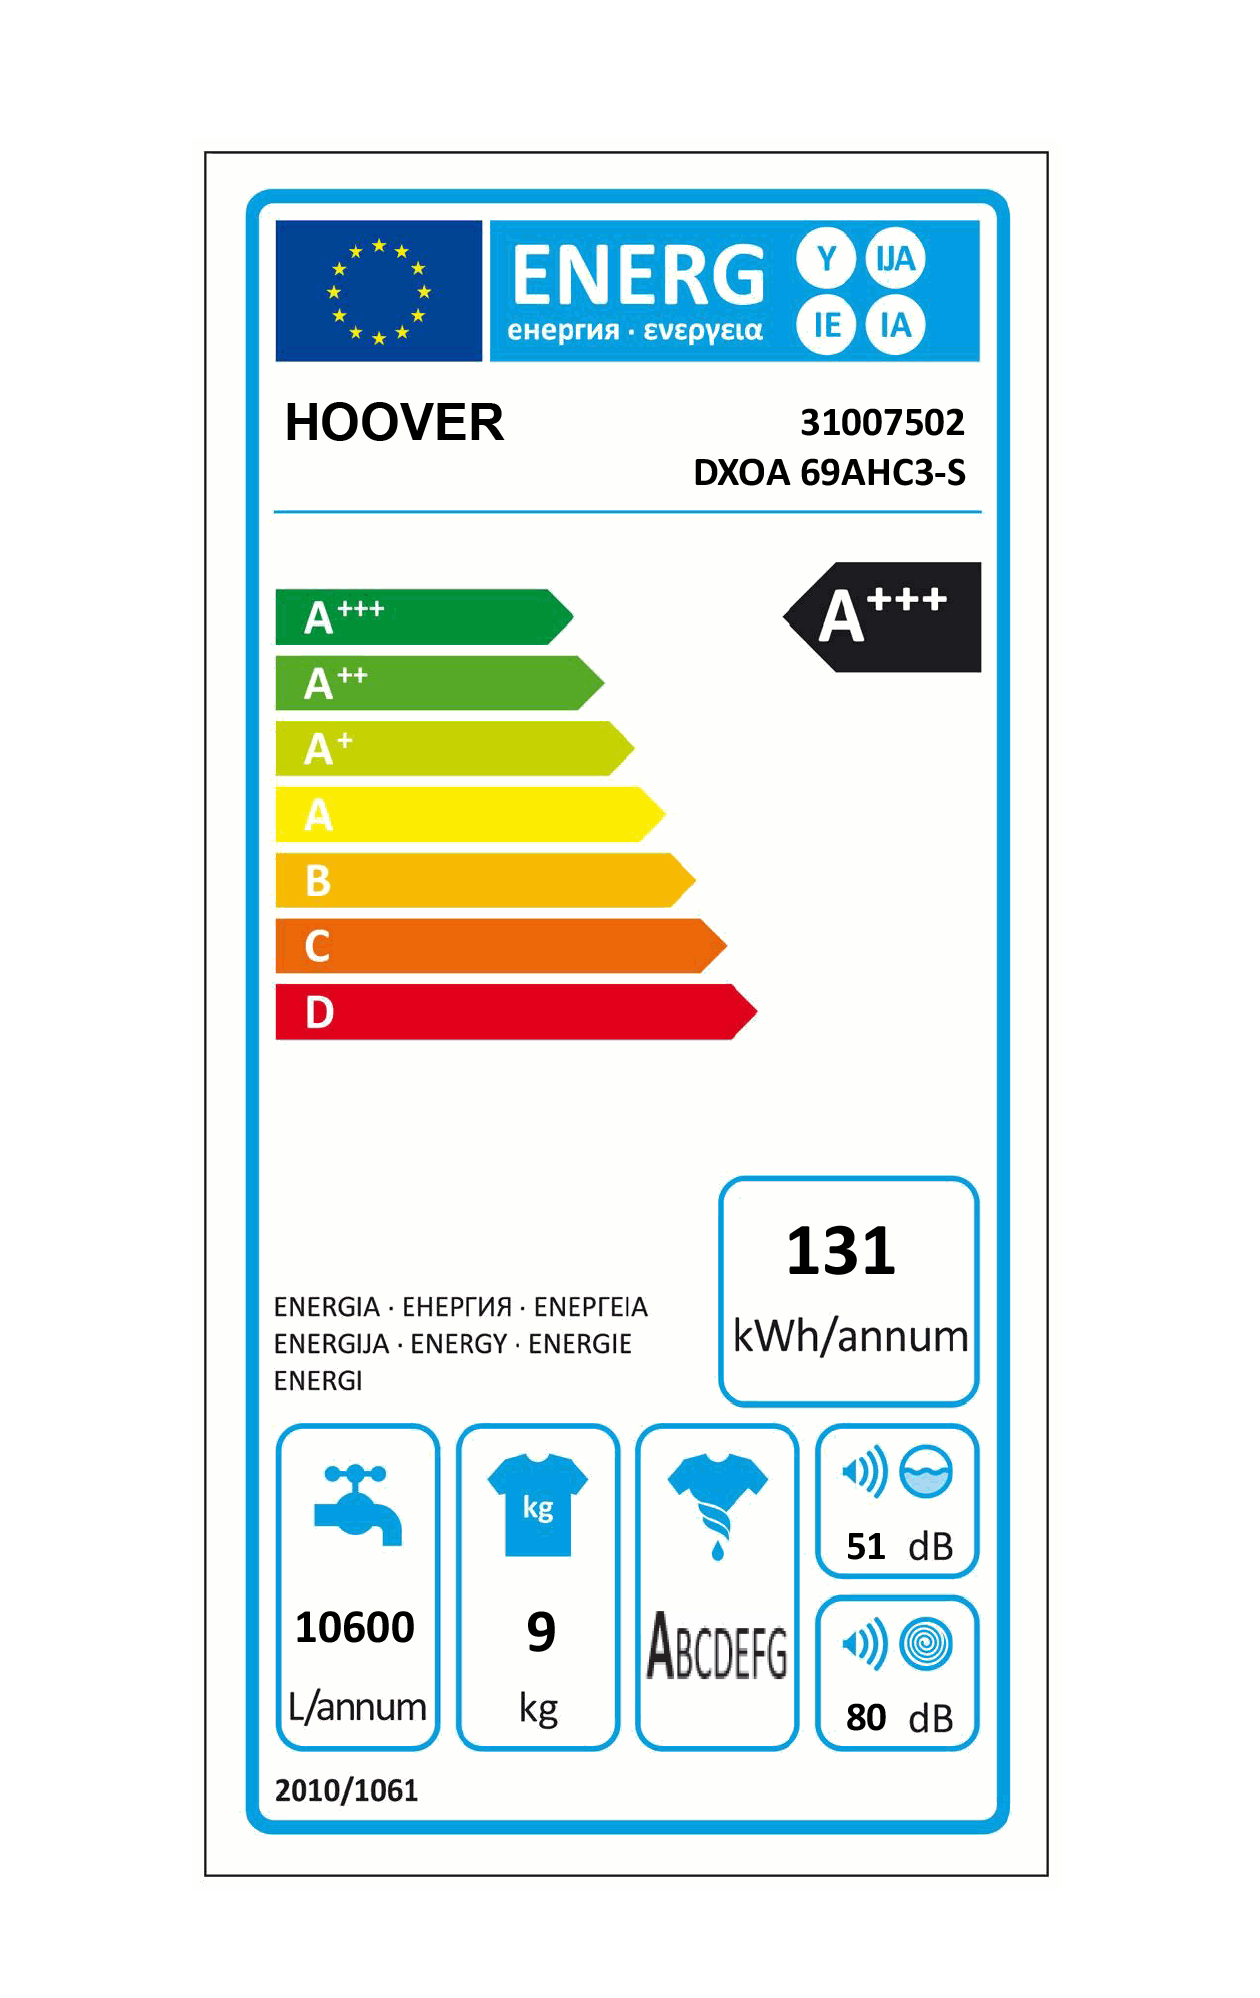 ENERG
енергия · ενεργεια
Y IJA
IE IA
HOOVER
31007502
DXOA 69AHC3-S
A+++
A+++
A++
A+
A
B
C
D
131
kWh/annum
ENERGIA · ЕНЕРГИЯ · ΕΝΕΡΓΕΙΑ
ENERGIJA · ENERGY · ENERGIE
ENERGI
10600
L/annum
kg
9
kg
ABCDEFG
51 dB
80 dB
2010/1061